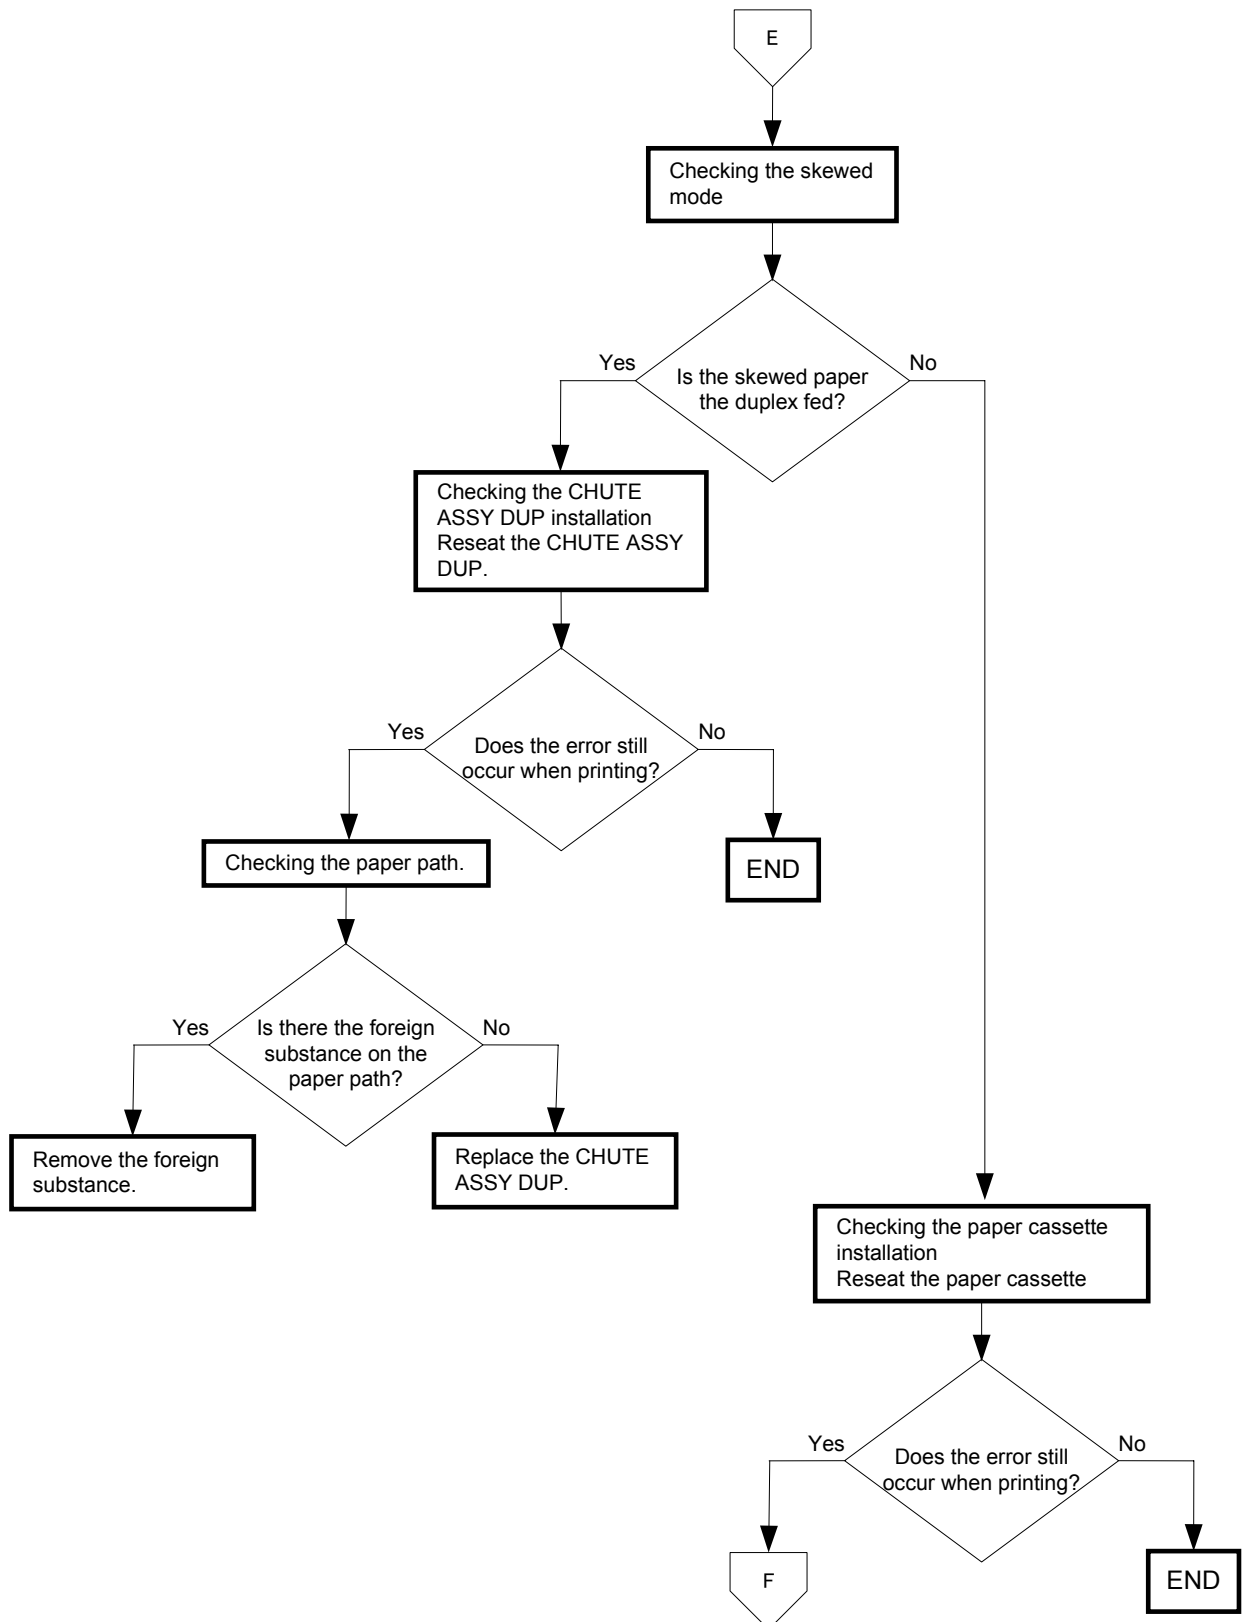 E
Checking the skewed
mode
Yes
No
Is the skewed paper
the duplex fed?
Checking the CHUTE
ASSY DUP installation
Reseat the CHUTE ASSY
DUP.
Yes
No
Does the error still
occur when printing?
Checking the paper path.
END
Yes
No
Is there the foreign
substance on the
paper path?
Remove the foreign
substance.
Replace the CHUTE
ASSY DUP.
Checking the paper cassette
installation
Reseat the paper cassette
Yes
No
Does the error still
occur when printing?
F
END